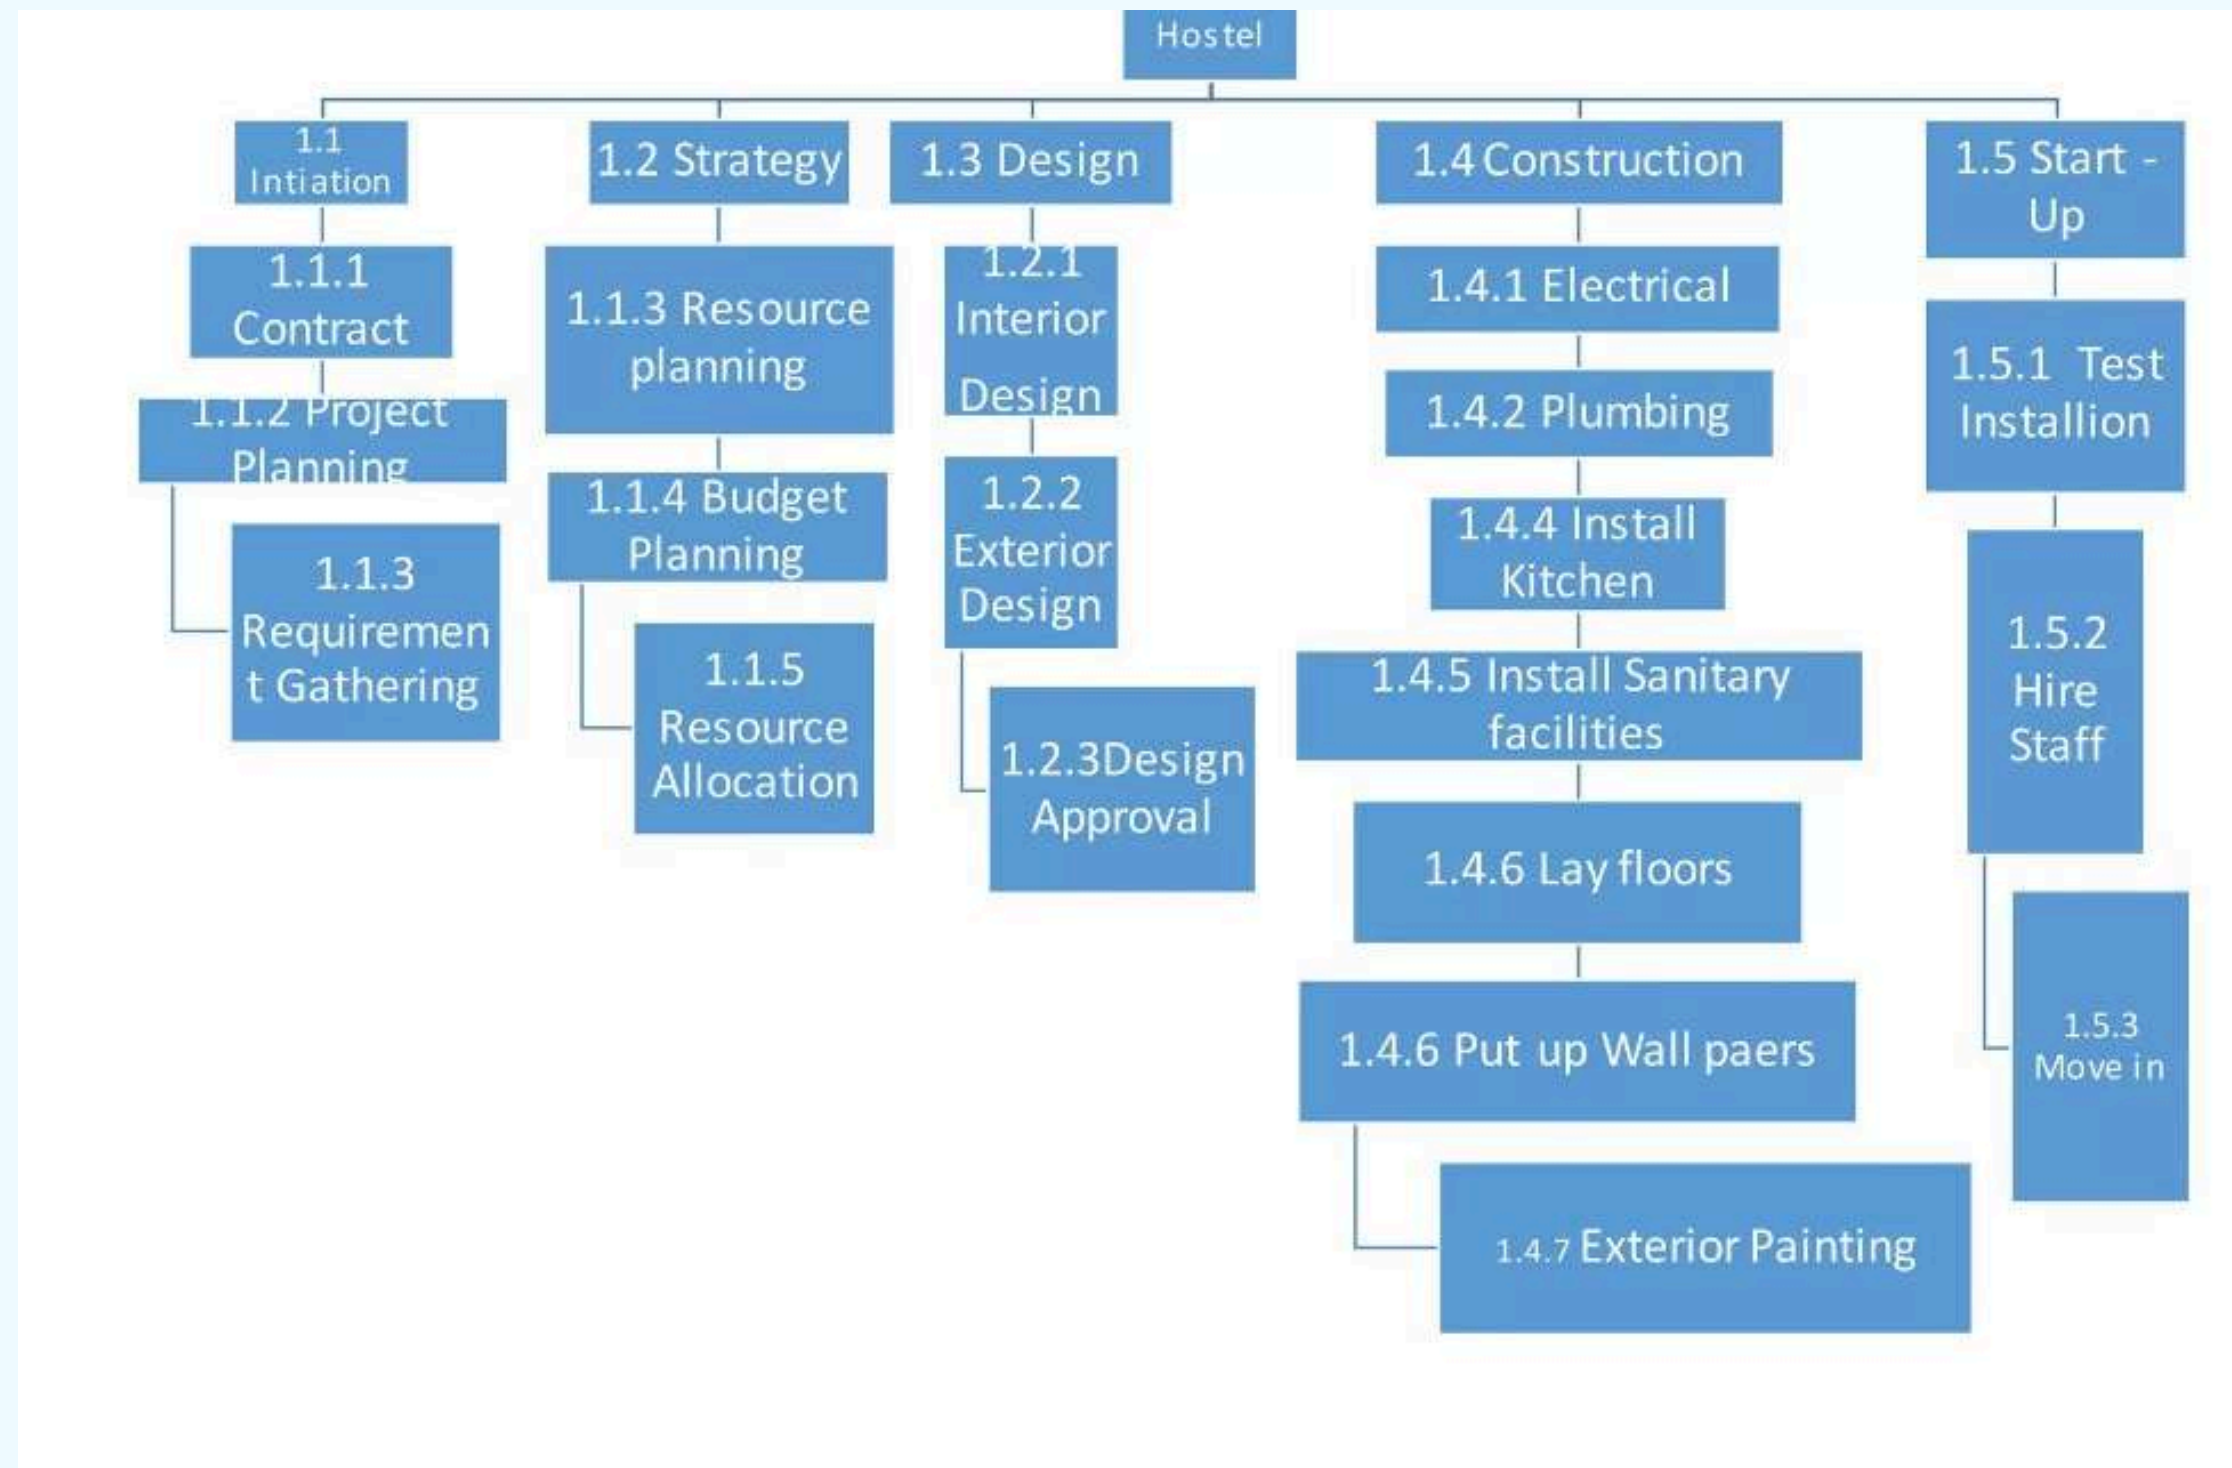 Hostel
1.1
Intiation
1.1.1
Contract
1.1.2 Project
Planning
1.1.3
Requiremen
t Gathering
1.2 Strategy
1.1.3 Resource
planning
1.1.4 Budget
Planning
1.1.5
Resource
Allocation
1.3 Design
1.2.1
Interior
Design
1.2.2
Exterior
Design
1.2.3Design
Approval
1.4 Construction
1.4.1 Electrical
1.4.2 Plumbing
1.4.4 Install
Kitchen
1.4.5 Install Sanitary
facilities
1.4.6 Lay floors
1.4.6 Put up Wall paers
1.4.7 Exterior Painting
1.5 Start -
Up
1.5.1 Test
Installion
1.5.2
Hire
Staff
1.5.3
Move in